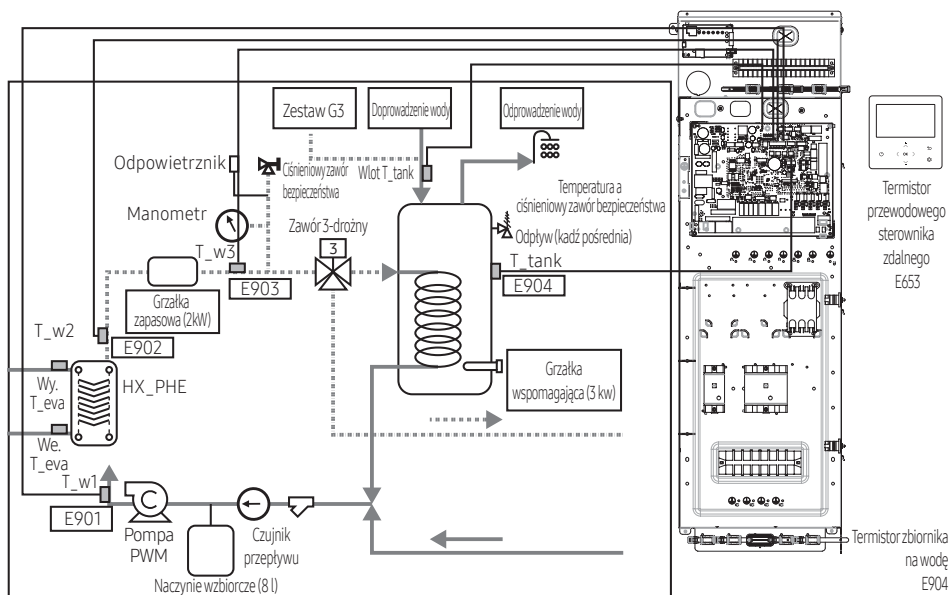 Zestaw G3
Doprowadzenie wody
Odprowadzenie wody
Odpowietrznik
Ciśnieniowy zawór
bezpieczeństwa
Wlot T_tank
Temperatura a
ciśnieniowy zawór bezpieczeństwa
Manometr
Zawór 3-drożny
3
Odpływ (kadź pośrednia)
T_w3
E903
T_tank
E904
Grzałka
zapasowa (2kW)
T_w2
E902
HX_PHE
Wy.
T_eva
We.
T_eva
Grzałka
wspomagająca (3 kw)
T_w1
E901
C
Pompa
PWM
Czujnik
przepływu
Naczynie wzbiorcze (8 l)
OK
Termistor
przewodowego
sterownika
zdalnego
E653
Termistor zbiornika
na wodę
E904